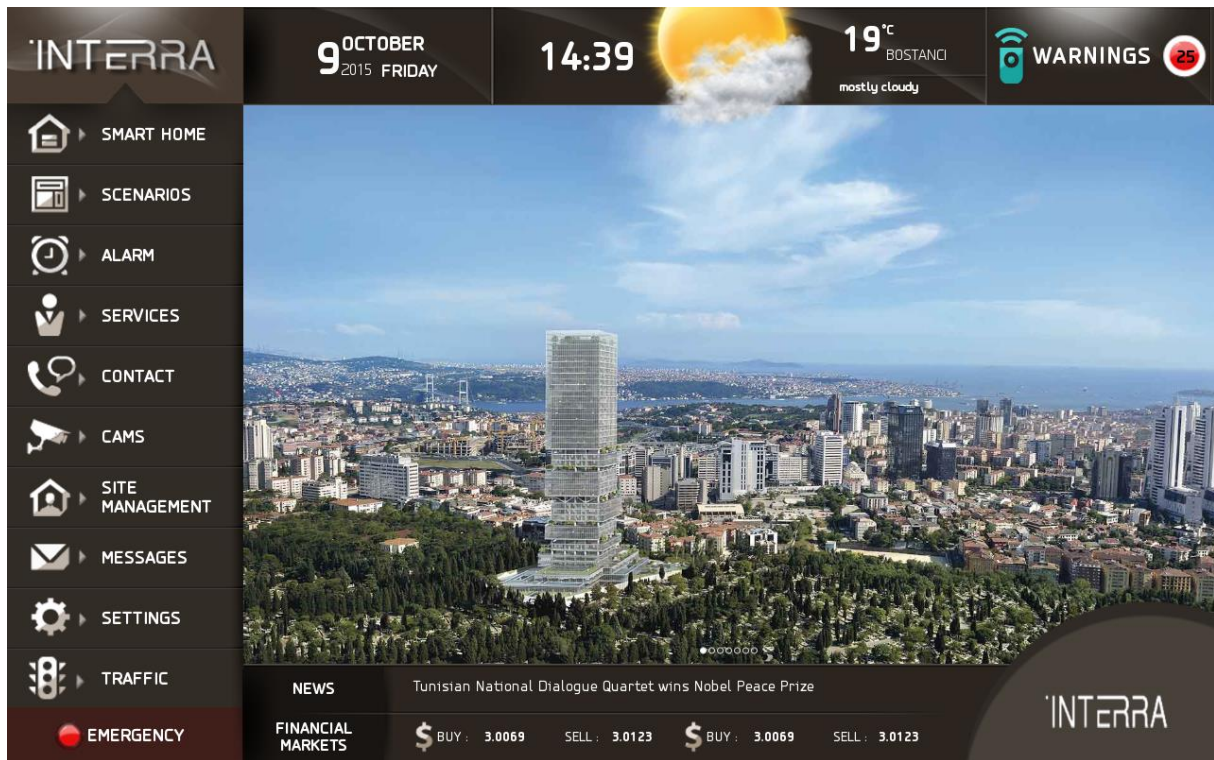 INTERRA
9 OCTOBER
2015 FRIDAY
14:39
19°C
BOSTANCI
mostly cloudy
WARNINGS 25
SMART HOME
SCENARIOS
ALARM
SERVICES
CONTACT
CAMS
SITE
MANAGEMENT
MESSAGES
SETTINGS
TRAFFIC
EMERGENCY
NEWS Tunisian National Dialogue Quartet wins Nobel Peace Prize
FINANCIAL
MARKETS
$ BUY : 3.0069 SELL : 3.0123 $ BUY : 3.0069 SELL : 3.0123
INTERRA